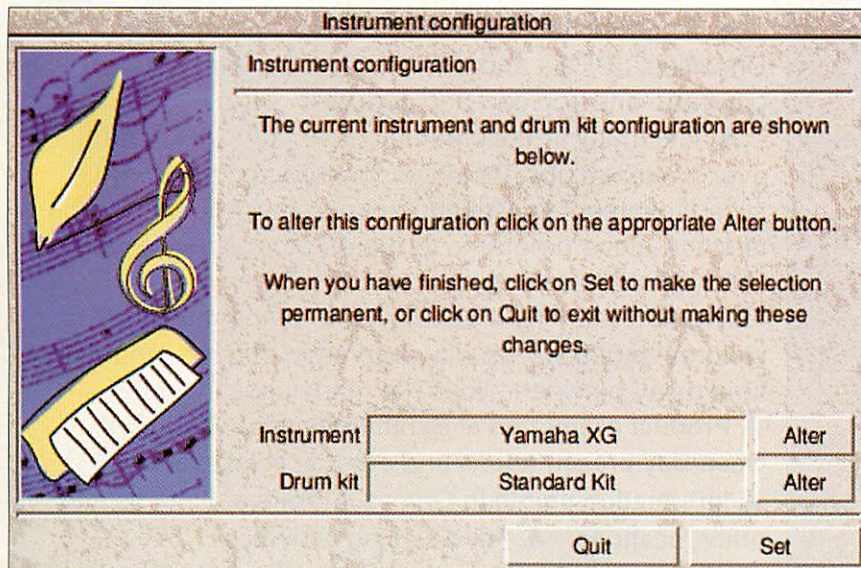 Instrument configuration
Instrument configuration
The current instrument and drum kit configuration are shown
below.
To alter this configuration click on the appropriate Alter button.
When you have finished, click on Set to make the selection
permanent, or click on Quit to exit without making these
changes.
Instrument Yamaha XG Alter
Drum kit Standard Kit Alter
Quit Set